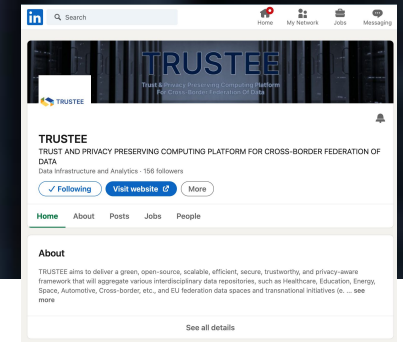 in
Search
Home
My Network
Jobs
Messaging
TRUSTEE
Trust & Privacy Preserving Computing Platform
For Cross-Border Federation Of Data
TRUSTEE
TRUSTEE
TRUST AND PRIVACY PRESERVING COMPUTING PLATFORM FOR CROSS-BORDER FEDERATION OF
DATA
Data Infrastructure and Analytics · 156 followers
✓ Following
Visit website
More
Home
About
Posts
Jobs
People
About
TRUSTEE aims to deliver a green, open-source, scalable, efficient, secure, trustworthy, and privacy-aware
framework that will aggregate various interdisciplinary data repositories, such as Healthcare, Education, Energy,
Space, Automotive, Cross-border, etc., and EU federation data spaces and transnational initiatives (e. ... see
more
See all details